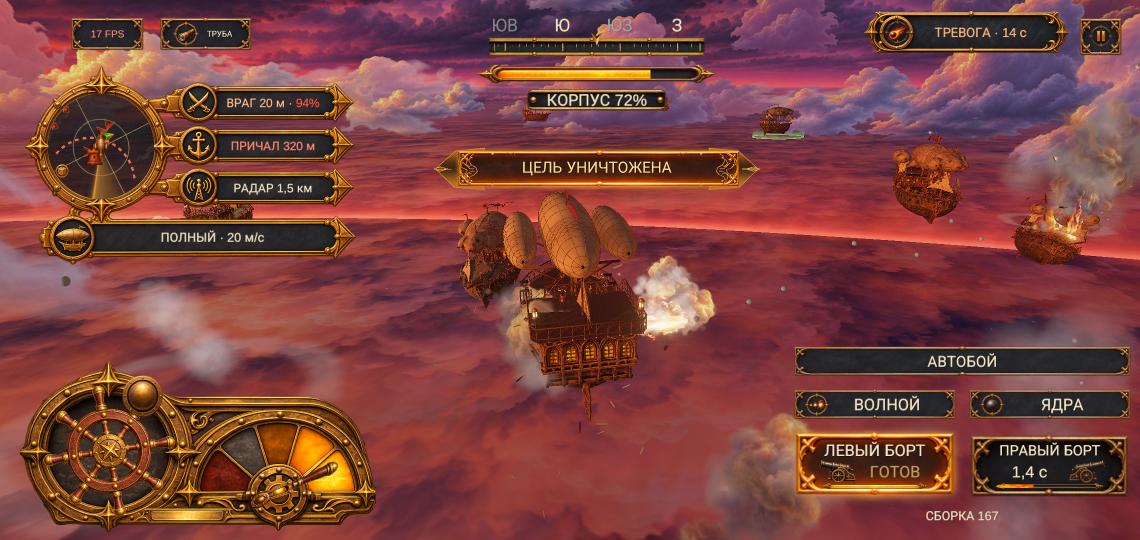 17 FPS
ТРУБА
ЮВ Ю ЮЗ З
ТРЕВОГА · 14 с
КОРПУС 72%
ВРАГ 20 м · 94%
ПРИЧАЛ 320 м
РАДАР 1,5 км
ПОЛНЫЙ · 20 м/с
ЦЕЛЬ УНИЧТОЖЕНА
АВТОБОЙ
ВОЛНОЙ
ЯДРА
ЛЕВЫЙ БОРТ
ГОТОВ
ПРАВЫЙ БОРТ
1,4 с
СБОРКА 167